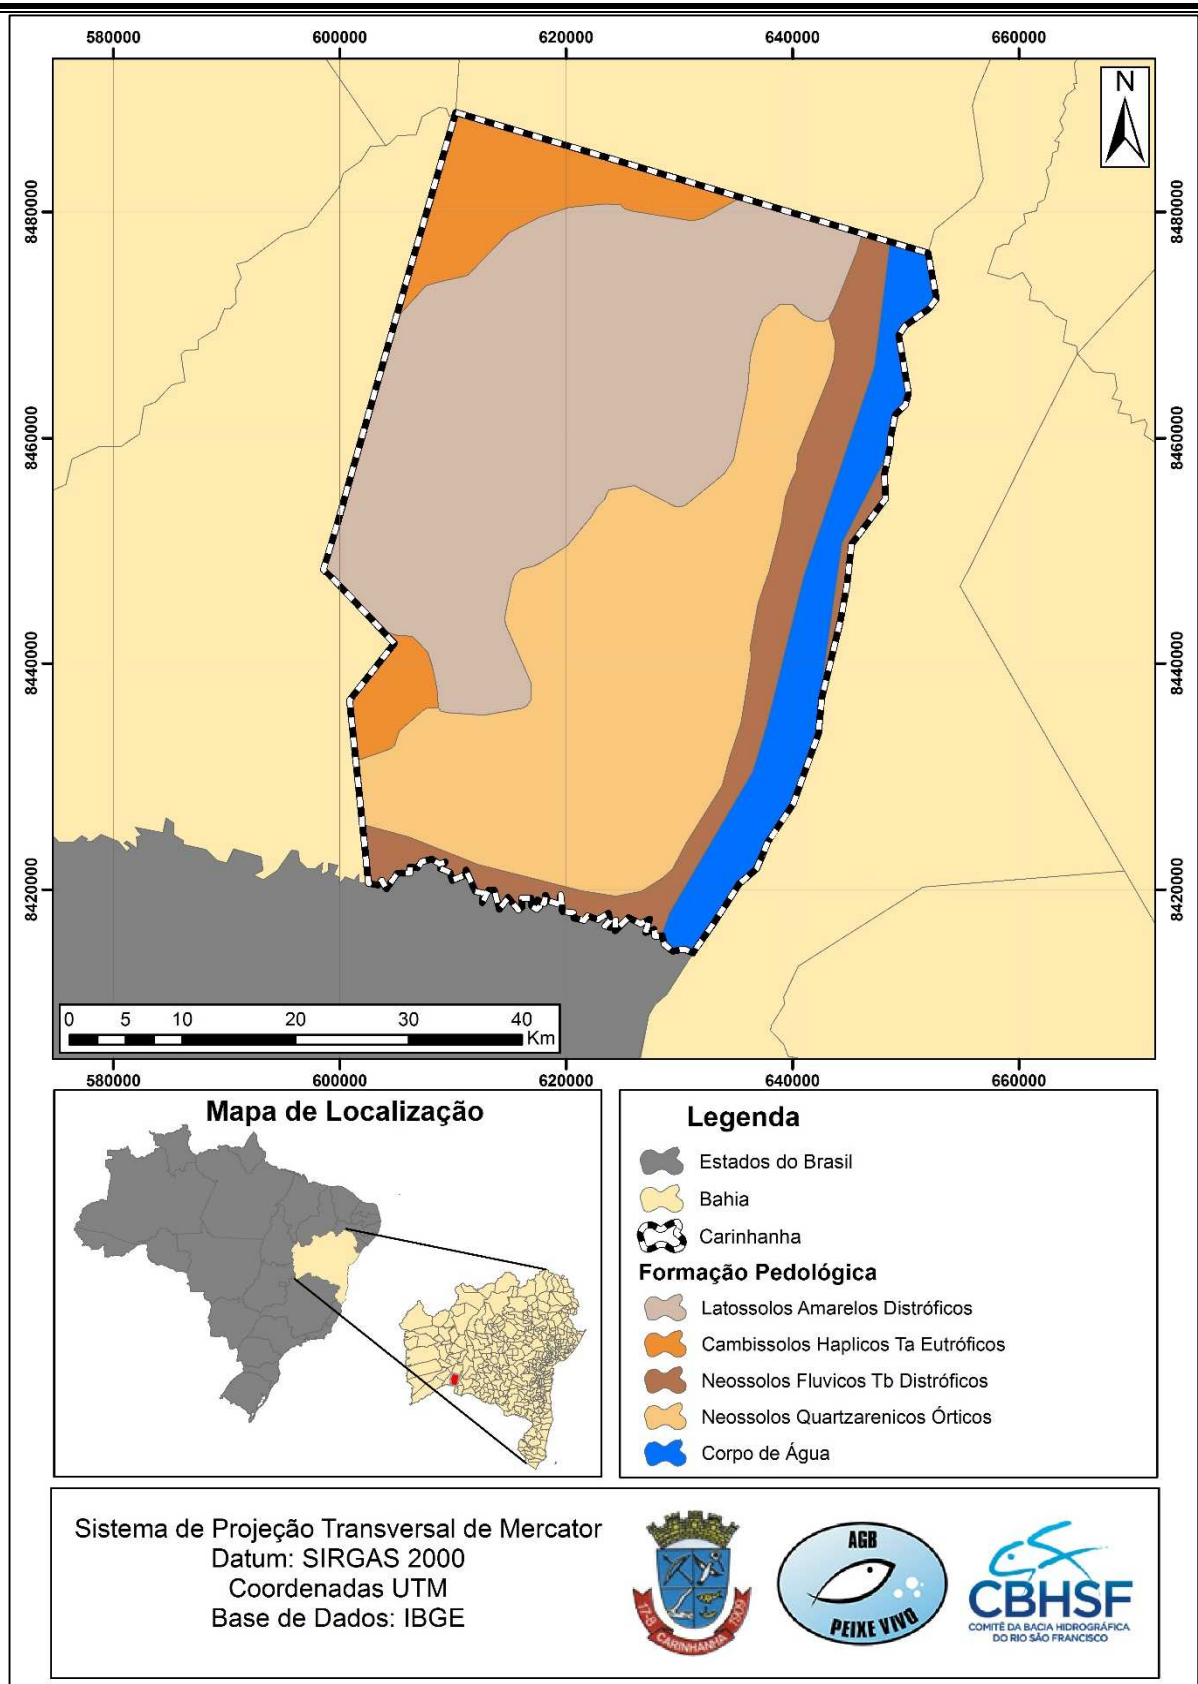 580000 600000 620000 640000 660000
N
8480000 8480000
8460000 8460000
8440000 8440000
8420000 8420000
0 5 10 20 30 40
Km
580000 600000 620000 640000 660000
Mapa de Localização
Legenda
Estados do Brasil
Bahia
Carinhanha
Formação Pedológica
Latossolos Amarelos Distróficos
Cambissolos Haplicos Ta Eutróficos
Neossolos Fluvicos Tb Distróficos
Neossolos Quartzarenicos Órticos
Corpo de Água
Sistema de Projeção Transversal de Mercator
Datum: SIRGAS 2000
Coordenadas UTM
Base de Dados: IBGE
17-8 CARINHANHA 1909
AGB
PEIXE VIVO
CBHSF
COMITÊ DA BACIA HIDROGRÁFICA
DO RIO SÃO FRANCISCO